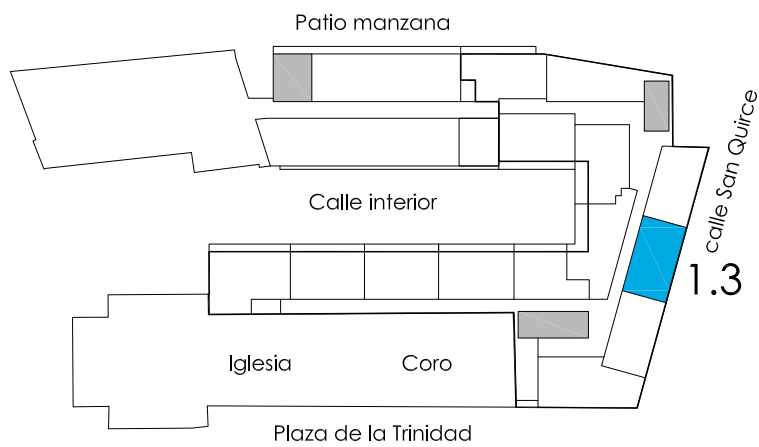 Patio manzana
calle San Quirce
Calle interior
1.3
Iglesia
Coro
Plaza de la Trinidad